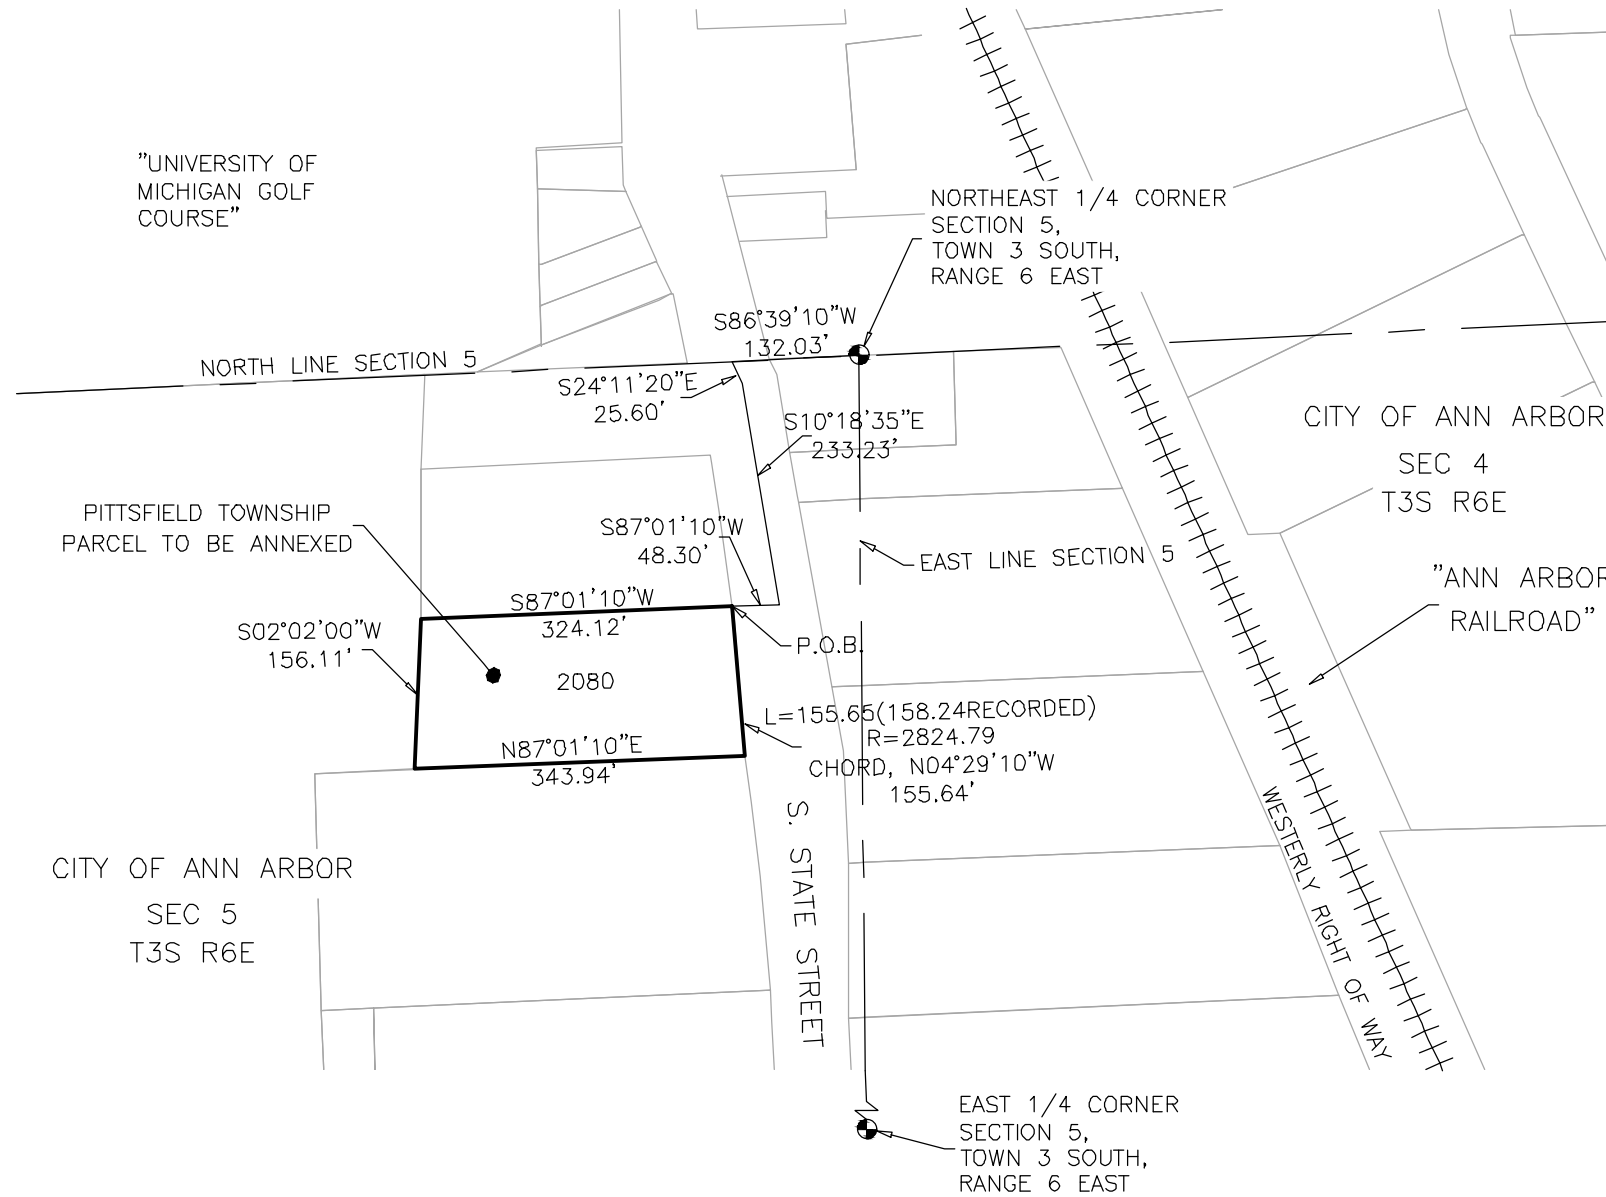 "UNIVERSITY OF
MICHIGAN GOLF
COURSE"
NORTHEAST 1/4 CORNER
SECTION 5,
TOWN 3 SOUTH,
RANGE 6 EAST
S86°39'10"W
132.03'
NORTH LINE SECTION 5
S24°11'20"E
25.60'
S10°18'35"E
233.23'
CITY OF ANN ARBOR
SEC 4
T3S R6E
PITTSFIELD TOWNSHIP
PARCEL TO BE ANNEXED
S87°01'10"W
48.30'
EAST LINE SECTION 5
"ANN ARBOR
RAILROAD"
S87°01'10"W
324.12'
S02°02'00"W
156.11'
P.O.B.
2080
L=155.65(158.24RECORDED)
R=2824.79
CHORD, N04°29'10"W
155.64'
N87°01'10"E
343.94'
S. STATE STREET
WESTERLY RIGHT OF WAY
CITY OF ANN ARBOR
SEC 5
T3S R6E
EAST 1/4 CORNER
SECTION 5,
TOWN 3 SOUTH,
RANGE 6 EAST